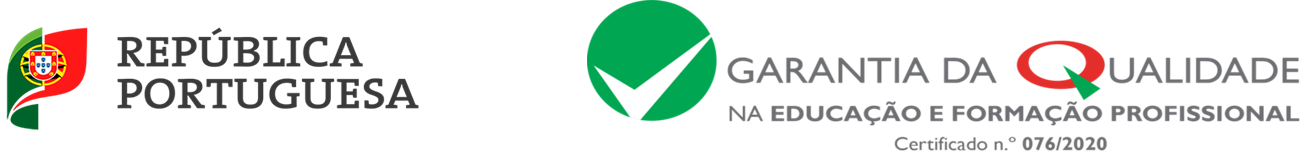 REPÚBLICA
PORTUGUESA
GARANTIA DA QUALIDADE
NA EDUCAÇÃO E FORMAÇÃO PROFISSIONAL
Certificado n.º 076/2020